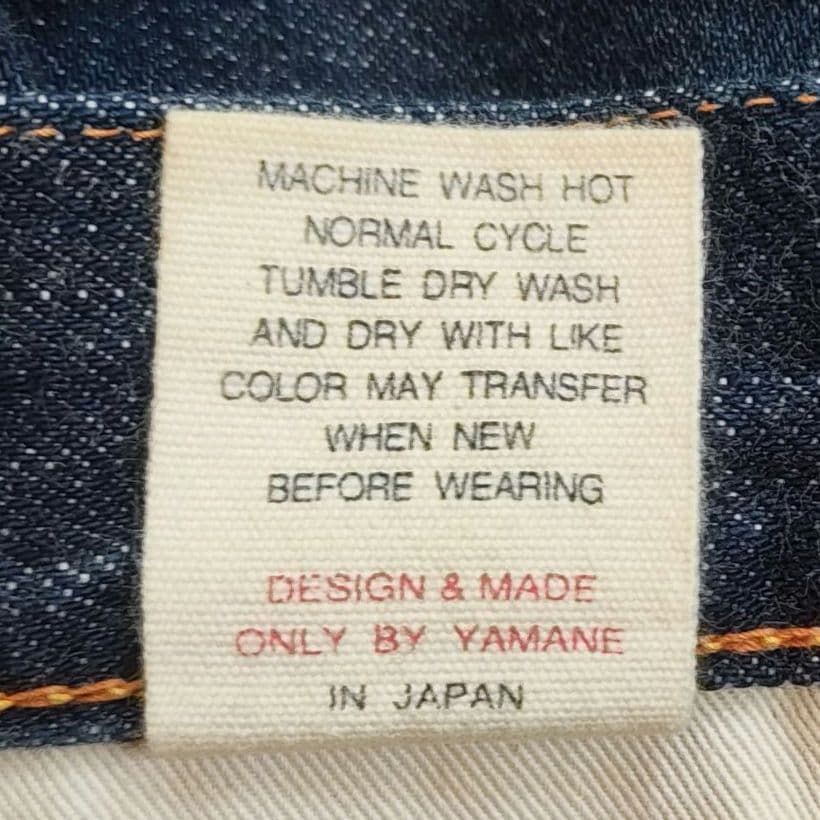 MACHINE WASH HOT
NORMAL CYCLE
TUMBLE DRY WASH
AND DRY WITH LIKE
COLOR MAY TRANSFER
WHEN NEW
BEFORE WEARING
DESIGN & MADE
ONLY BY YAMANE
IN JAPAN